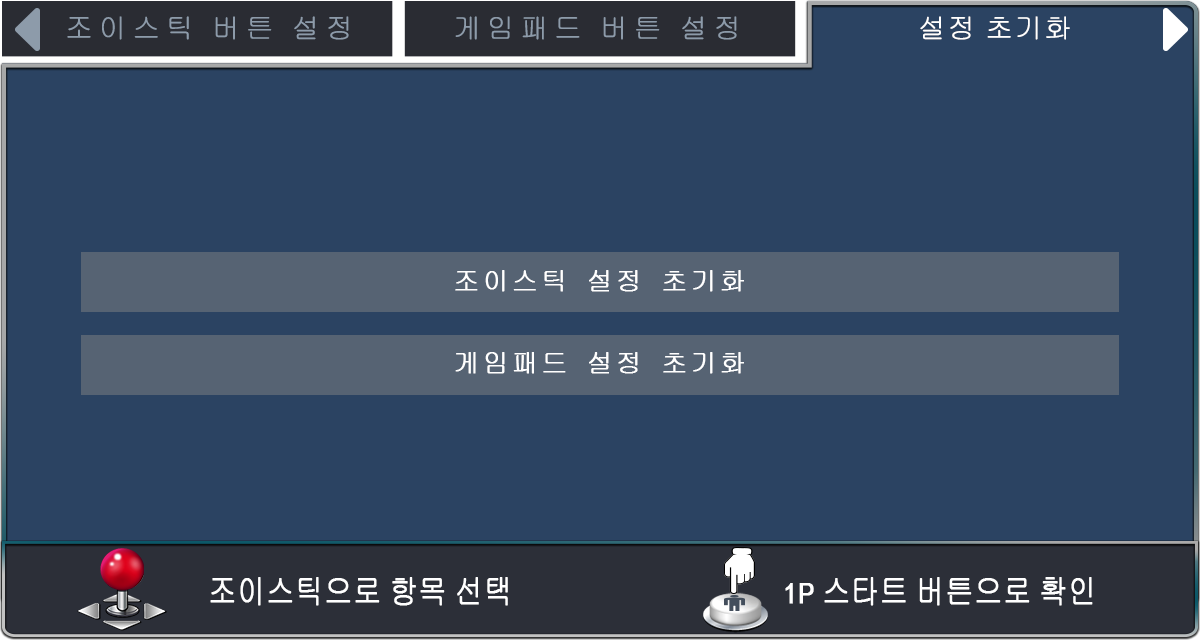 조이스틱 버튼 설정
게임패드 버튼 설정
설정 초기화
조이스틱 설정 초기화
게임패드 설정 초기화
조이스틱으로 항목 선택
1P 스타트 버튼으로 확인